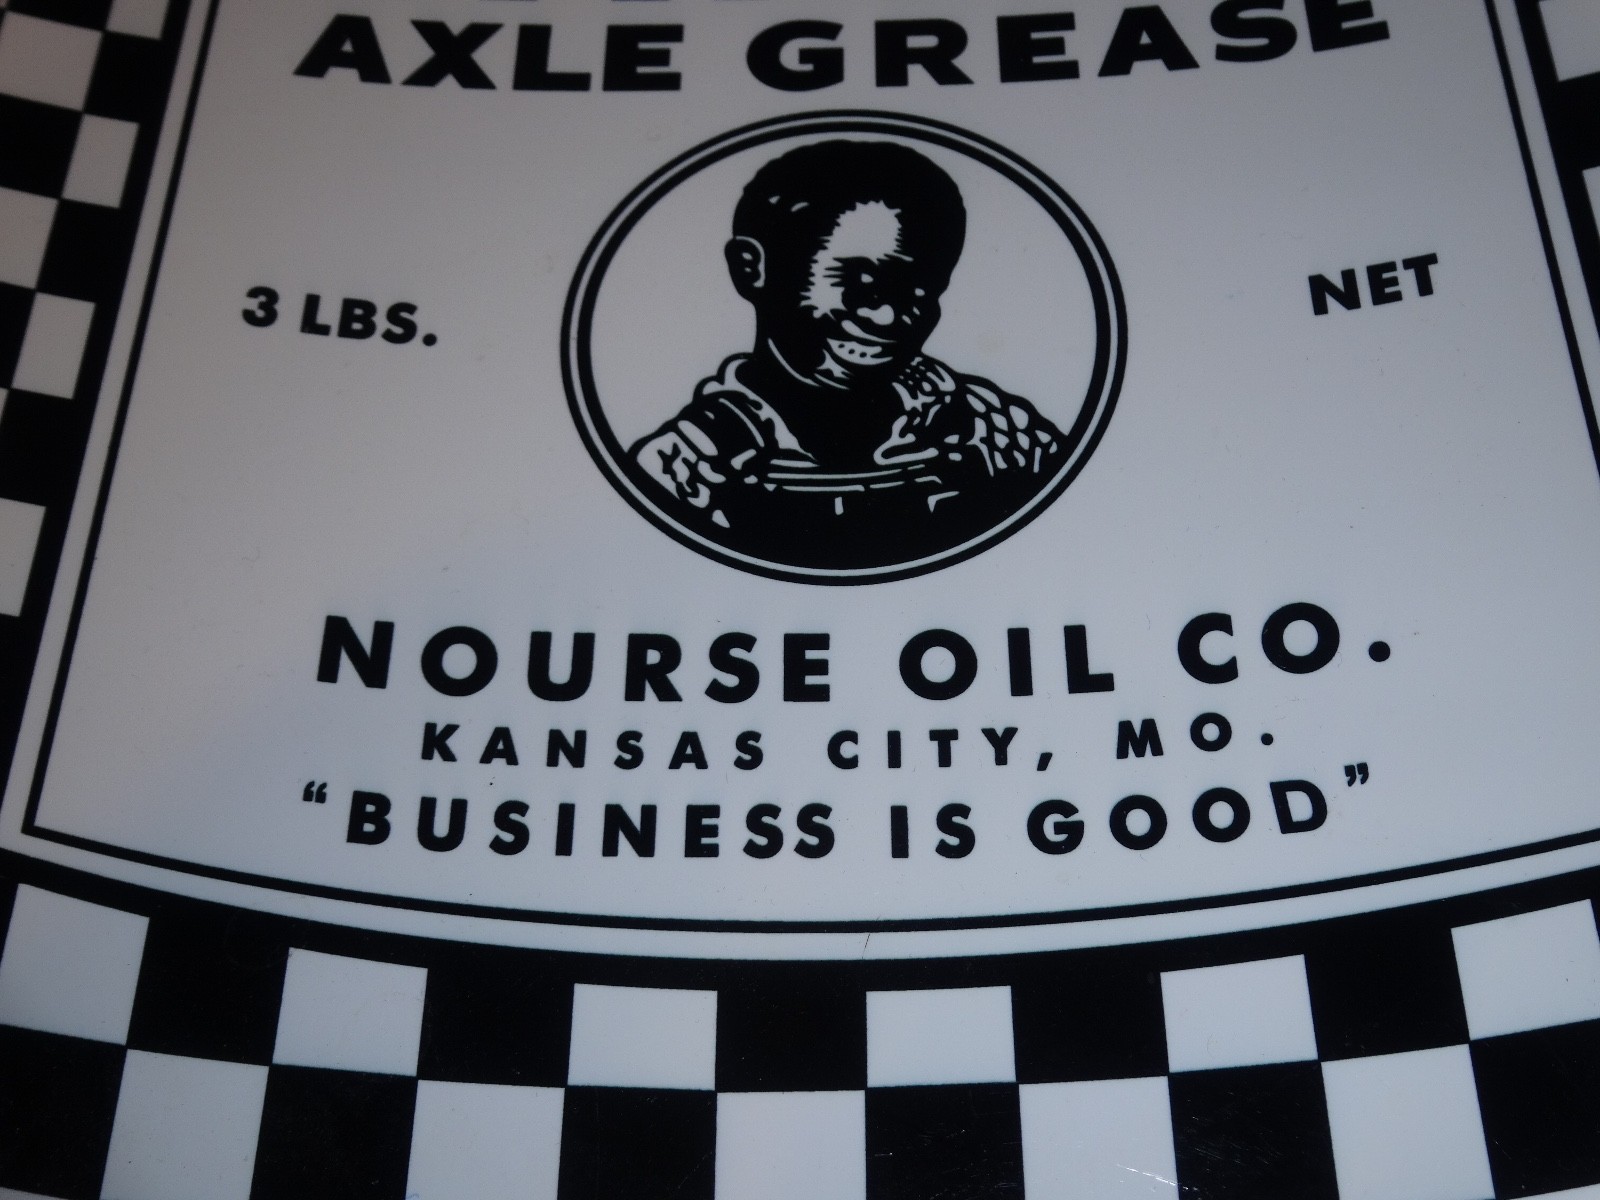 AXLE GREASE
3 LBS. NET
NOURSE OIL CO.
KANSAS CITY, MO.
“BUSINESS IS GOOD”